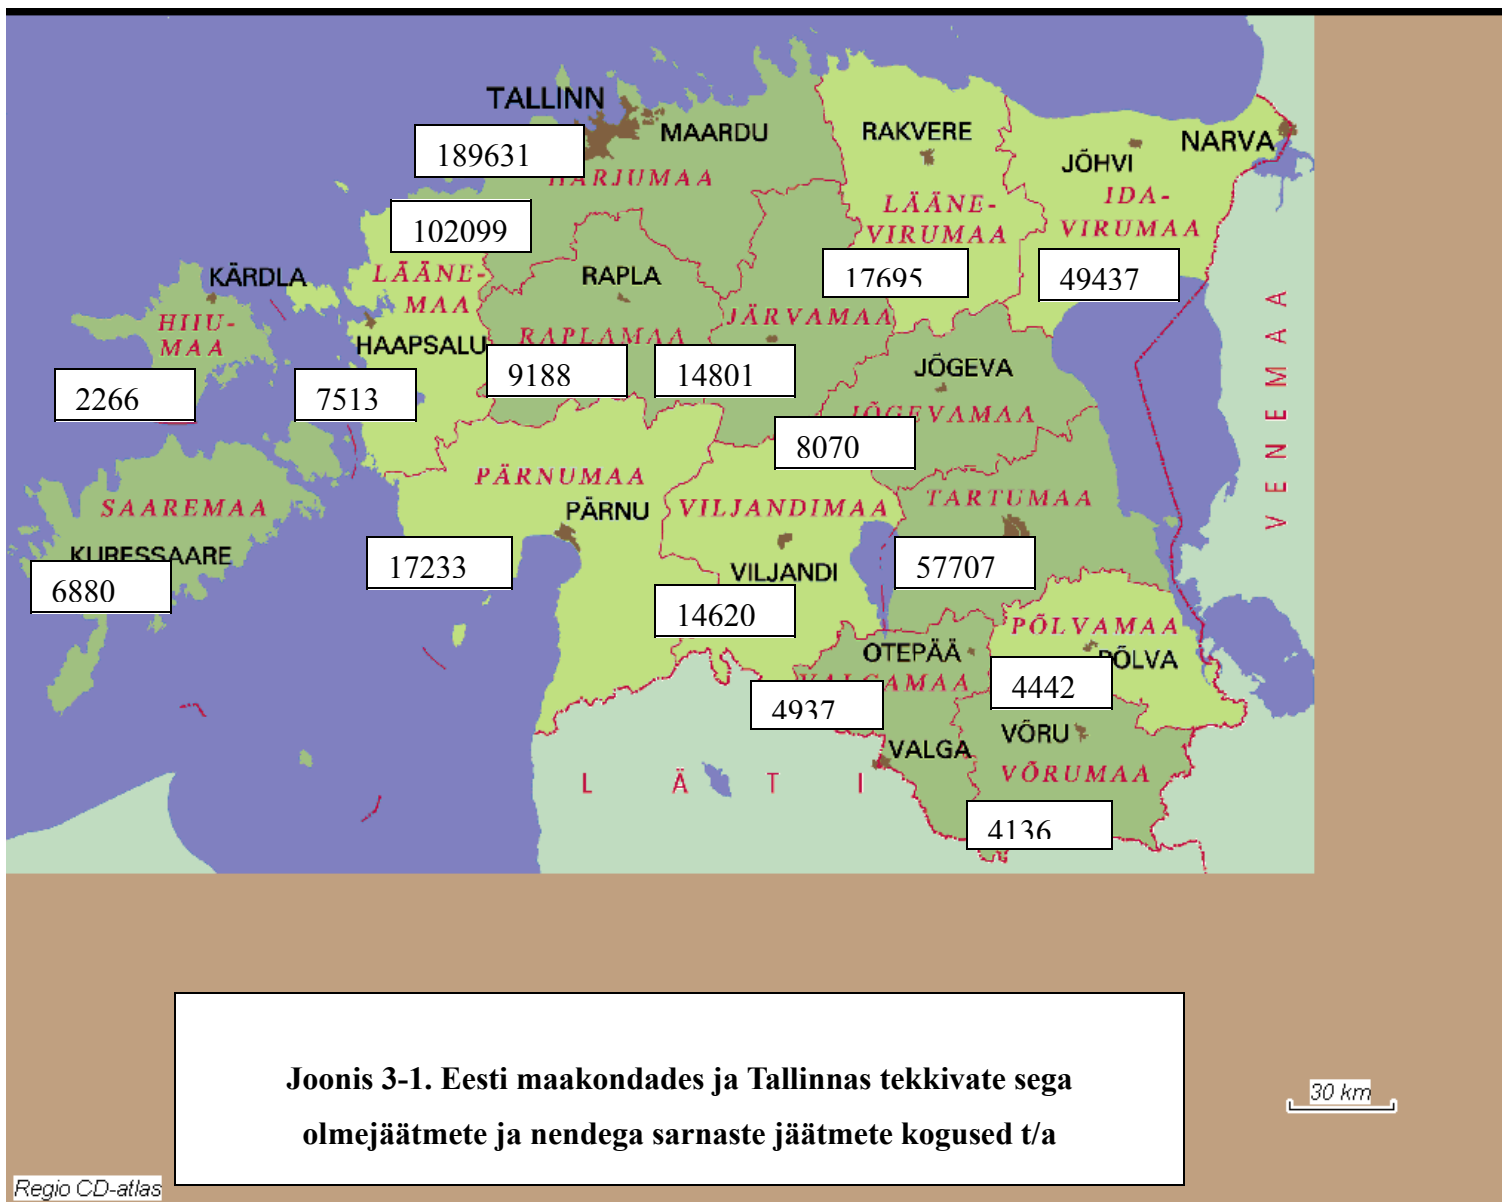 TALLINN
MAARDU
RAKVERE
NARVA
JÕHVI
189631
HARJUMAA
LÄÄNE-
VIRUMAA
IDA-
VIRUMAA
102099
17695
49437
KÄRDLA
LÄÄNE-
MAA
RAPLA
HIIU-
MAA
HAAPSALU
RAPLAMAA
JÄRVAMAA
JÕGEVA
2266
7513
9188
14801
JÕGEVAMAA
8070
VENEMAA
SAAREMAA
PÄRNUMAA
PÄRNU
VILJANDIMAA
TARTUMAA
KURESSAARE
6880
17233
VILJANDI
57707
14620
OTEPÄÄ
PÕLVAMAA
PÕLVA
VALGAMAA
4937
4442
VALGA
VÕRU
VÕRUMAA
LÄTI
4136
Joonis 3-1. Eesti maakondades ja Tallinnas tekkivate sega
olmejäätmete ja nendega sarnaste jäätmete kogused t/a
30 km
Regio CD-atlas